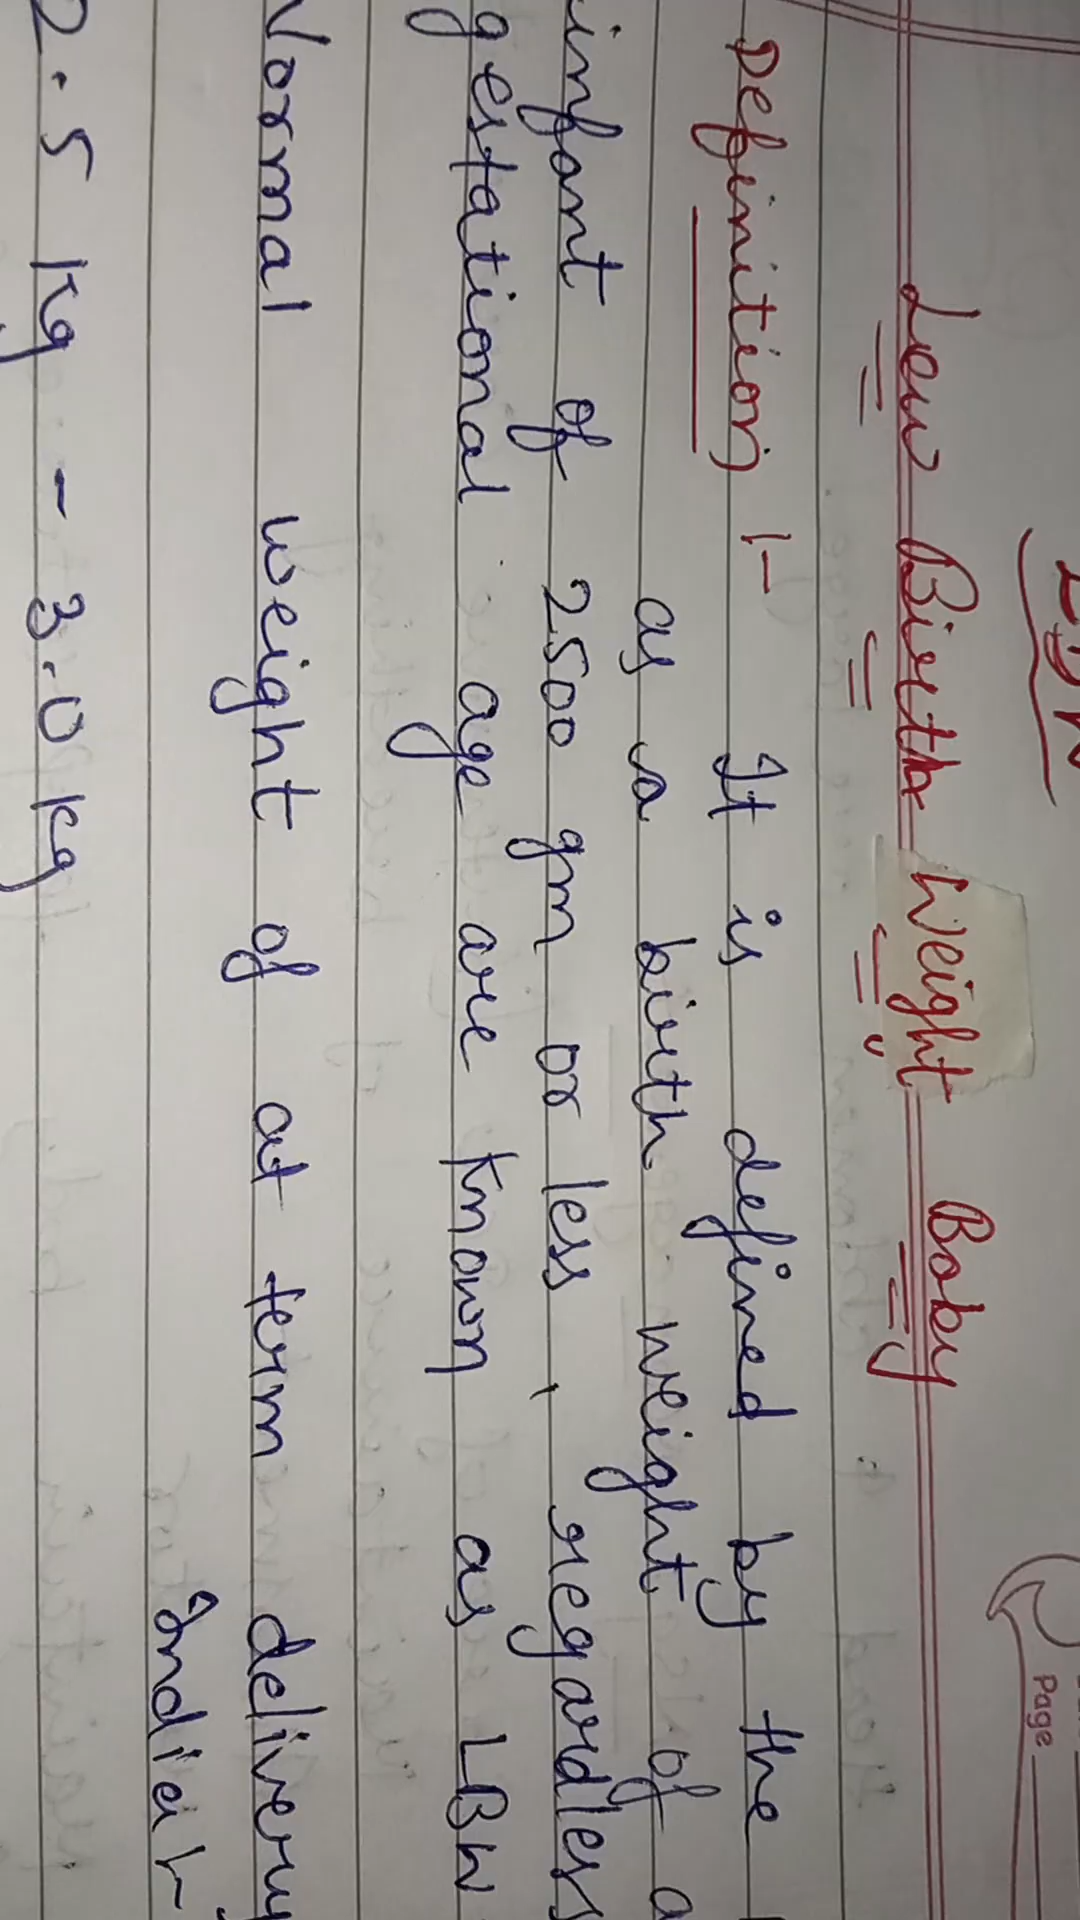 LBW
Low Birth Weight Baby
Page
Definition :- It is defined by the
as a birth weight of a
infant of 2500 gm or less, regardless
gestational age are known as LBW
Normal weight of at term delivery
india :-
2.5 kg - 3.0 kg